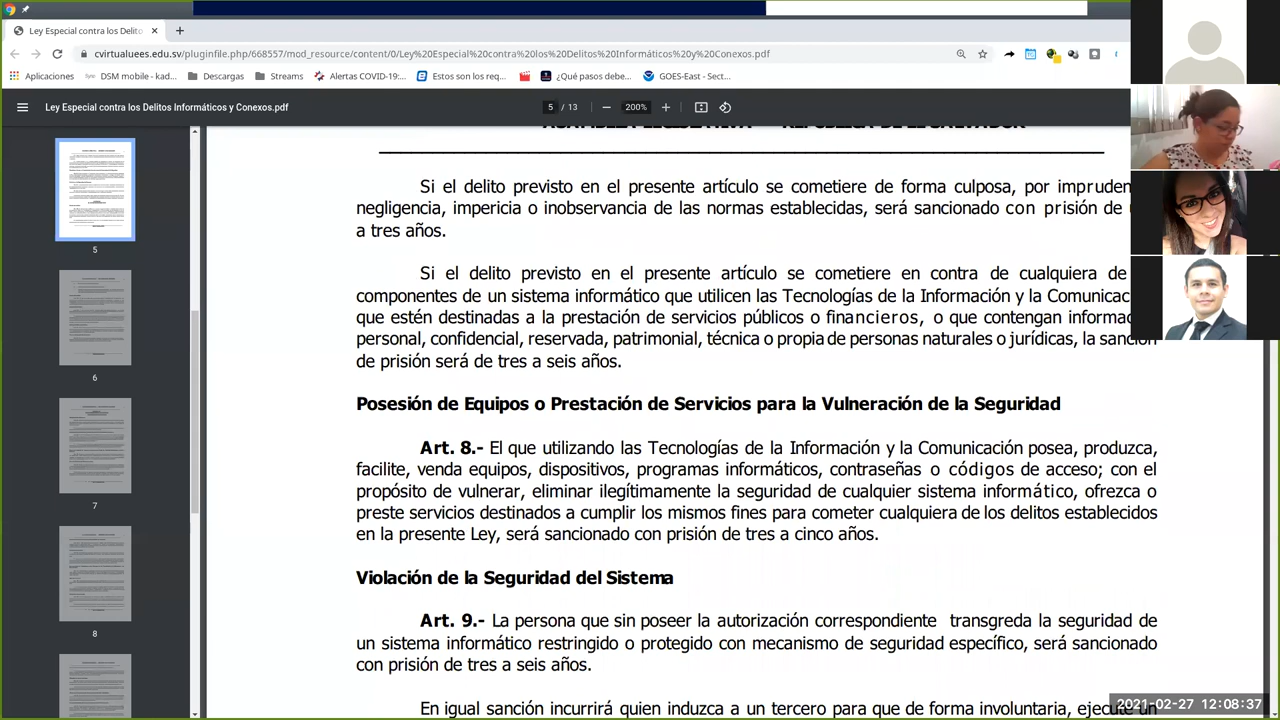 Ley Especial contra los Delito
cvirtualuees.edu.sv/pluginfile.php/668557/mod_resource/content/0/Ley%20Especial%20contra%20los%20Delitos%20Informáticos%20y%20Conexos.pdf
Aplicaciones
DSM mobile - kad...
Descargas
Streams
Alertas COVID-19:...
Estos son los req...
¿Qué pasos debe...
GOES-East - Sect...
Ley Especial contra los Delitos Informáticos y Conexos.pdf
5 / 13
200%
ASAMBLEA LEGISLATIVA - REPÚBLICA DE EL SALVADOR
Si el delito previsto en el presente artículo se cometiere de forma culposa, por impruden
negligencia, impericia o inobservancia de las normas establecidas, será sancionado con prisión de u
a tres años.
Si el delito previsto en el presente artículo se cometiere en contra de cualquiera de
componentes de un sistema informático que utilicen las Tecnologías de la Información y la Comunicac
que estén destinadas a la prestación de servicios públicos o financieros, o que contengan informac
personal, confidencial, reservada, patrimonial, técnica o propia de personas naturales o jurídicas, la sanción
de prisión será de tres a seis años.
Posesión de Equipos o Prestación de Servicios para la Vulneración de la Seguridad
Art. 8.- El que utilizando las Tecnologías de la Información y la Comunicación posea, produzca,
facilite, venda equipos, dispositivos, programas informáticos, contraseñas o códigos de acceso; con el
propósito de vulnerar, eliminar ilegítimamente la seguridad de cualquier sistema informático, ofrezca o
preste servicios destinados a cumplir los mismos fines para cometer cualquiera de los delitos establecidos
en la presente Ley, será sancionado con prisión de tres a cinco años.
Violación de la Seguridad del Sistema
Art. 9.- La persona que sin poseer la autorización correspondiente transgreda la seguridad de
un sistema informático restringido o protegido con mecanismo de seguridad específico, será sancionado
con prisión de tres a seis años.
En igual sanción incurrirá quien induzca a un tercero para que de forma involuntaria, ejecute un
2021-02-27 12:08:37
5
6
7
8